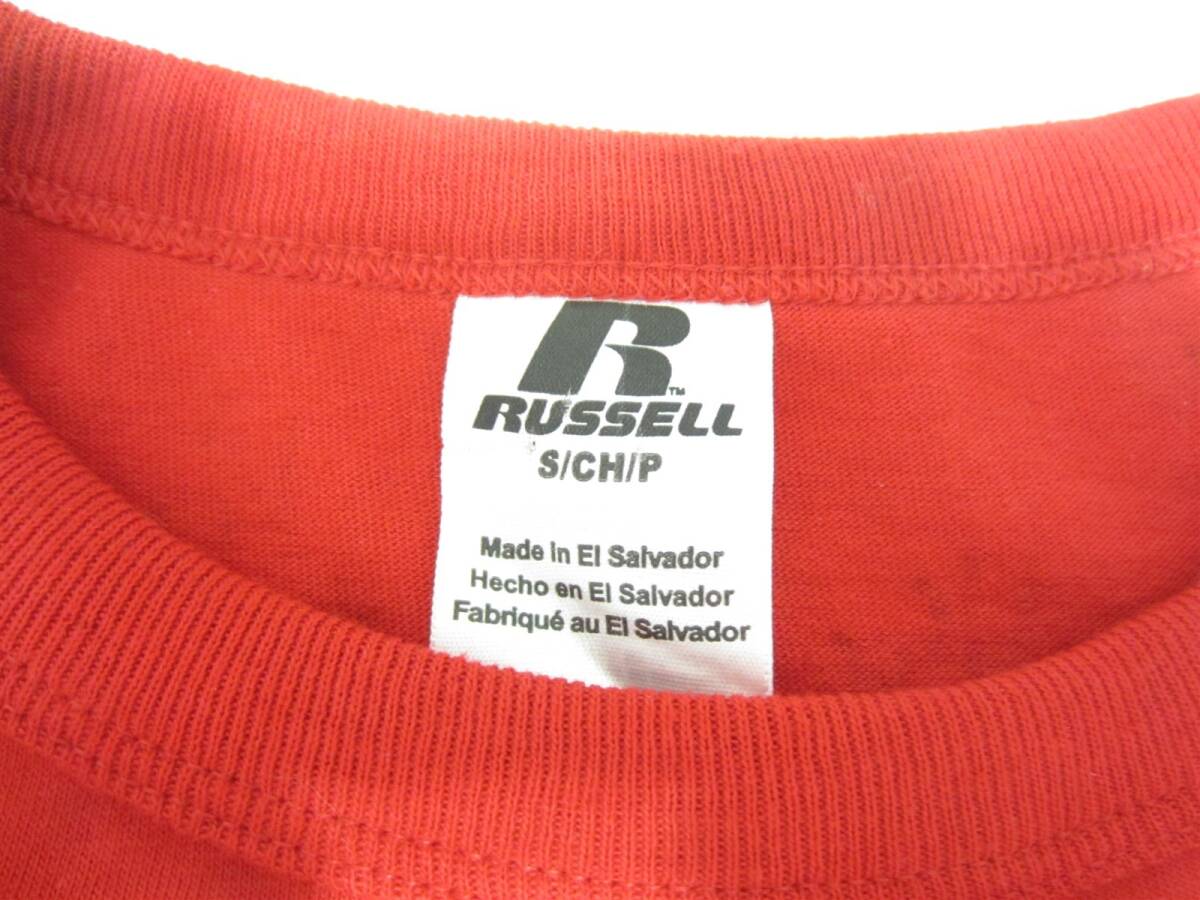 R™
RUSSELL
S/CH/P
Made in El Salvador
Hecho en El Salvador
Fabriqué au El Salvador